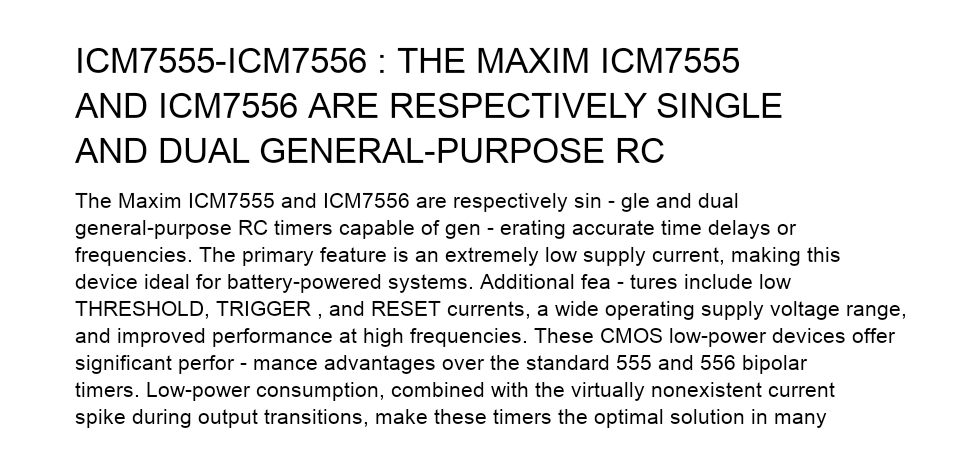 ICM7555-ICM7556 : THE MAXIM ICM7555
AND ICM7556 ARE RESPECTIVELY SINGLE
AND DUAL GENERAL-PURPOSE RC
The Maxim ICM7555 and ICM7556 are respectively sin - gle and dual
general-purpose RC timers capable of gen - erating accurate time delays or
frequencies. The primary feature is an extremely low supply current, making this
device ideal for battery-powered systems. Additional fea - tures include low
THRESHOLD, TRIGGER , and RESET currents, a wide operating supply voltage range,
and improved performance at high frequencies. These CMOS low-power devices offer
significant perfor - mance advantages over the standard 555 and 556 bipolar
timers. Low-power consumption, combined with the virtually nonexistent current
spike during output transitions, make these timers the optimal solution in many